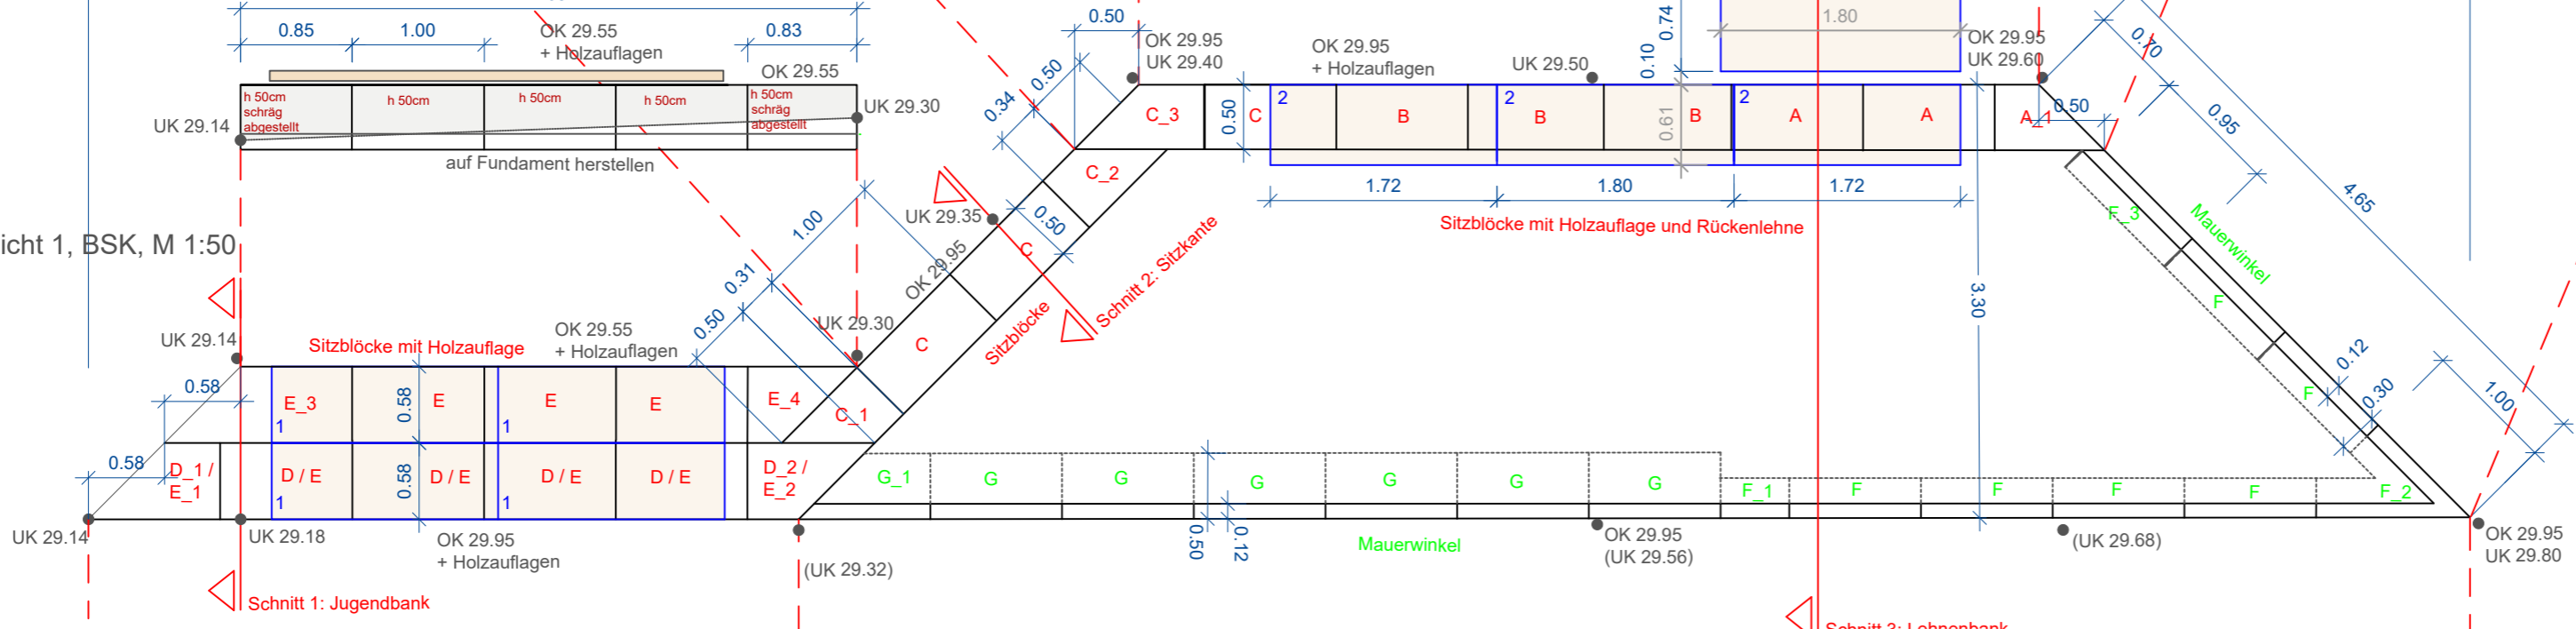 0.85
1.00
OK 29.55
+ Holzauflagen
0.83
OK 29.55
h 50cm
schräg
abgestellt
h 50cm
h 50cm
h 50cm
h 50cm
schräg
abgestellt
UK 29.14
UK 29.30
auf Fundament herstellen
icht 1, BSK, M 1:50
0.50
OK 29.95
UK 29.40
OK 29.95
+ Holzauflagen
UK 29.50
0.10
0.74
1.80
OK 29.95
UK 29.60
0.70
0.95
4.65
0.50
0.34
0.50
C_3
0.50
C
2
B
2
B
0.61
B
2
A
A
A_1
0.50
C_2
1.72
1.80
1.72
Sitzblöcke mit Holzauflage und Rückenlehne
UK 29.35
0.50
C
OK 29.95
Schnitt 2: Sitzkante
Sitzblöcke
C
1.00
0.31
0.50
UK 29.30
3.30
F_3
Mauerwinkel
F
F
0.12
0.30
1.00
UK 29.14
Sitzblöcke mit Holzauflage
OK 29.55
+ Holzauflagen
0.58
E_3
1
0.58
E
E
1
E
E_4
C_1
0.58
D_1 /
E_1
D / E
1
0.58
D / E
D / E
1
D / E
D_2 /
E_2
G_1
G
G
G
G
G
G
F_1
F
F
F
F
F_2
UK 29.14
UK 29.18
OK 29.95
+ Holzauflagen
(UK 29.32)
0.50
0.12
Mauerwinkel
OK 29.95
(UK 29.56)
(UK 29.68)
OK 29.95
UK 29.80
Schnitt 1: Jugendbank
Schnitt 3: Lehnenbank